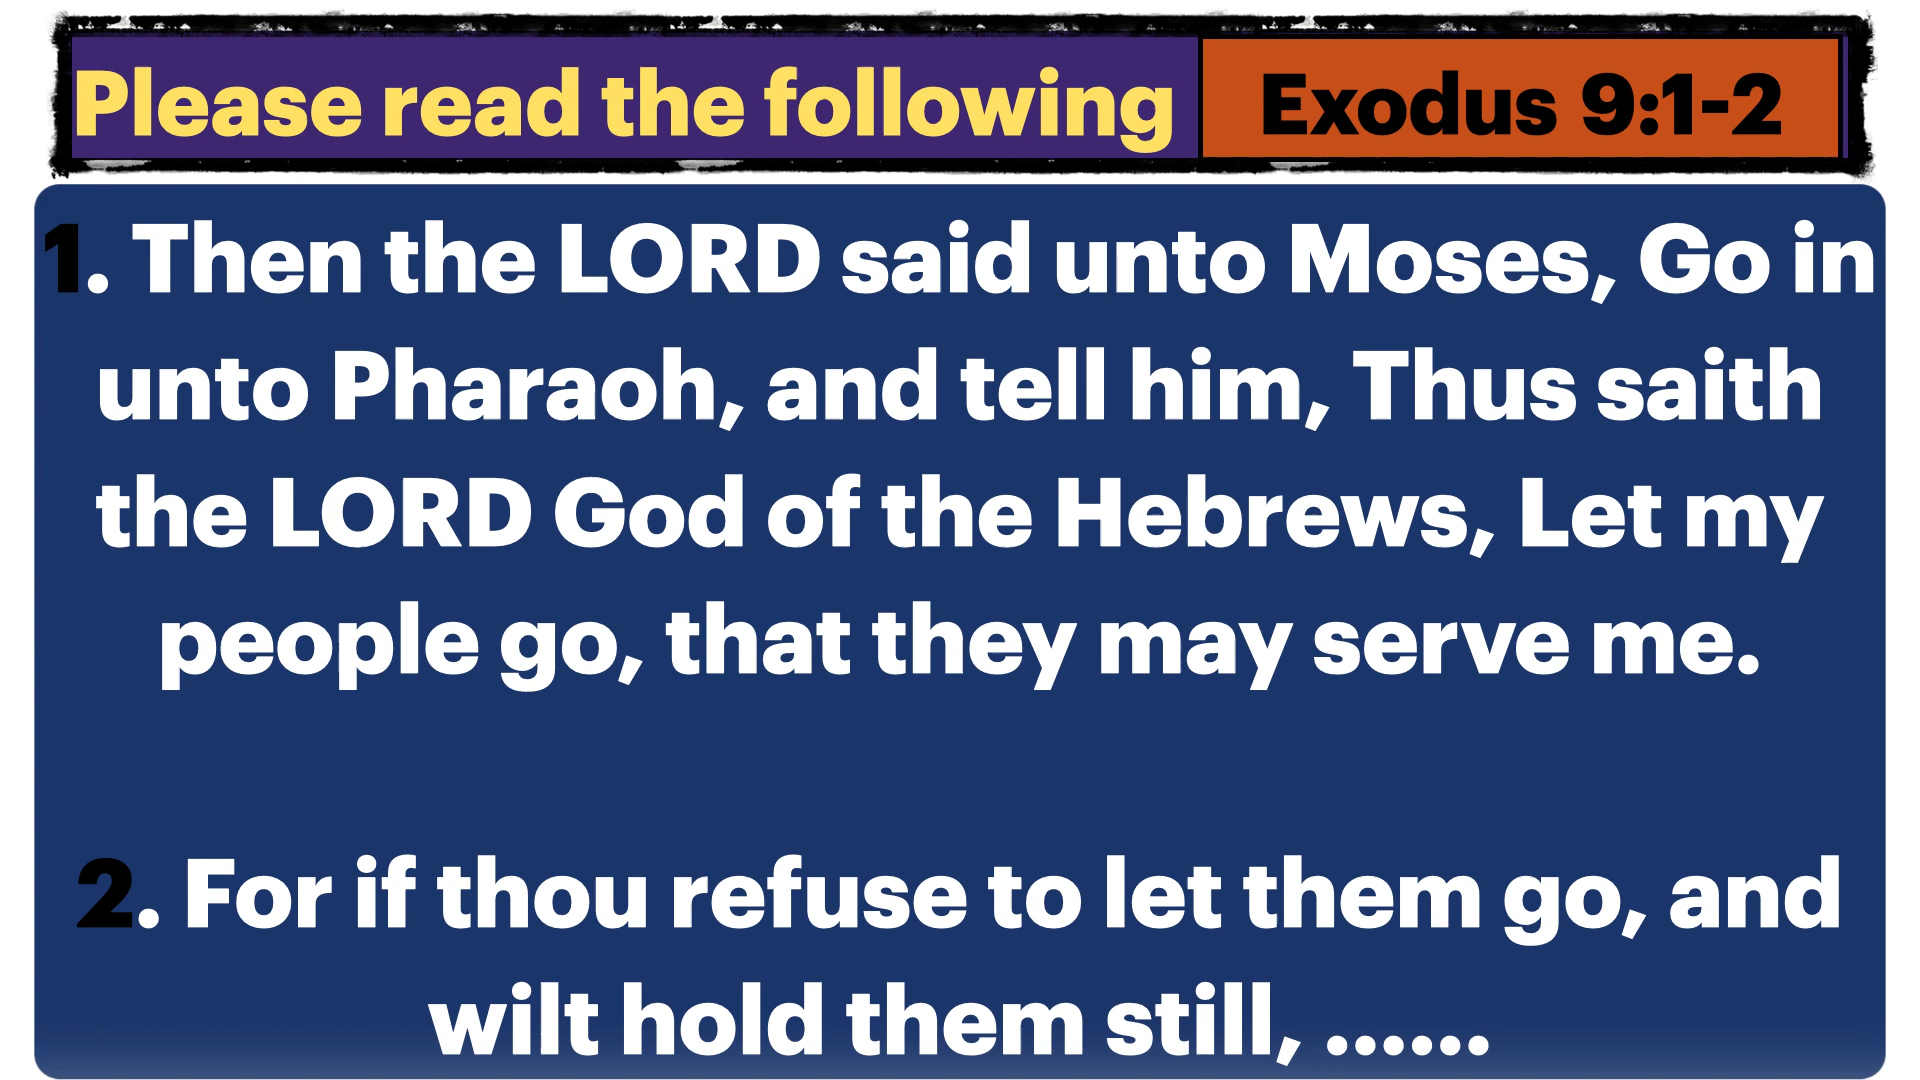 Please read the following
Exodus 9:1-2
1. Then the LORD said unto Moses, Go in
unto Pharaoh, and tell him, Thus saith
the LORD God of the Hebrews, Let my
people go, that they may serve me.
2. For if thou refuse to let them go, and
wilt hold them still, ......